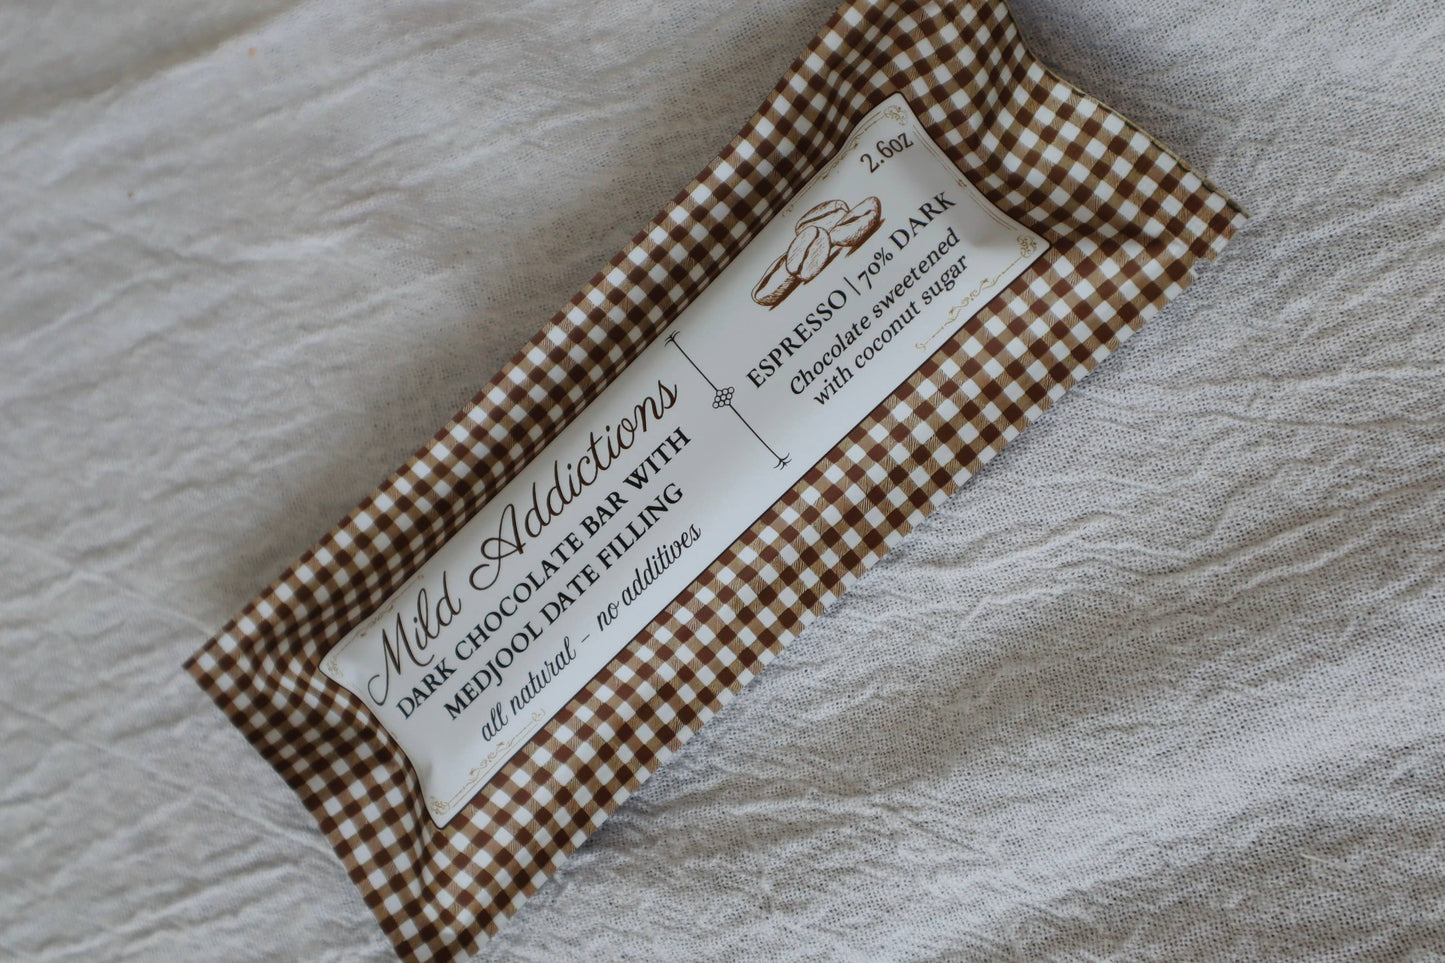 Mild Addictions
DARK CHOCOLATE BAR WITH
MEDJOOL DATE FILLING
all natural - no additives
2.6oz
ESPRESSO | 70% DARK
Chocolate sweetened
with coconut sugar